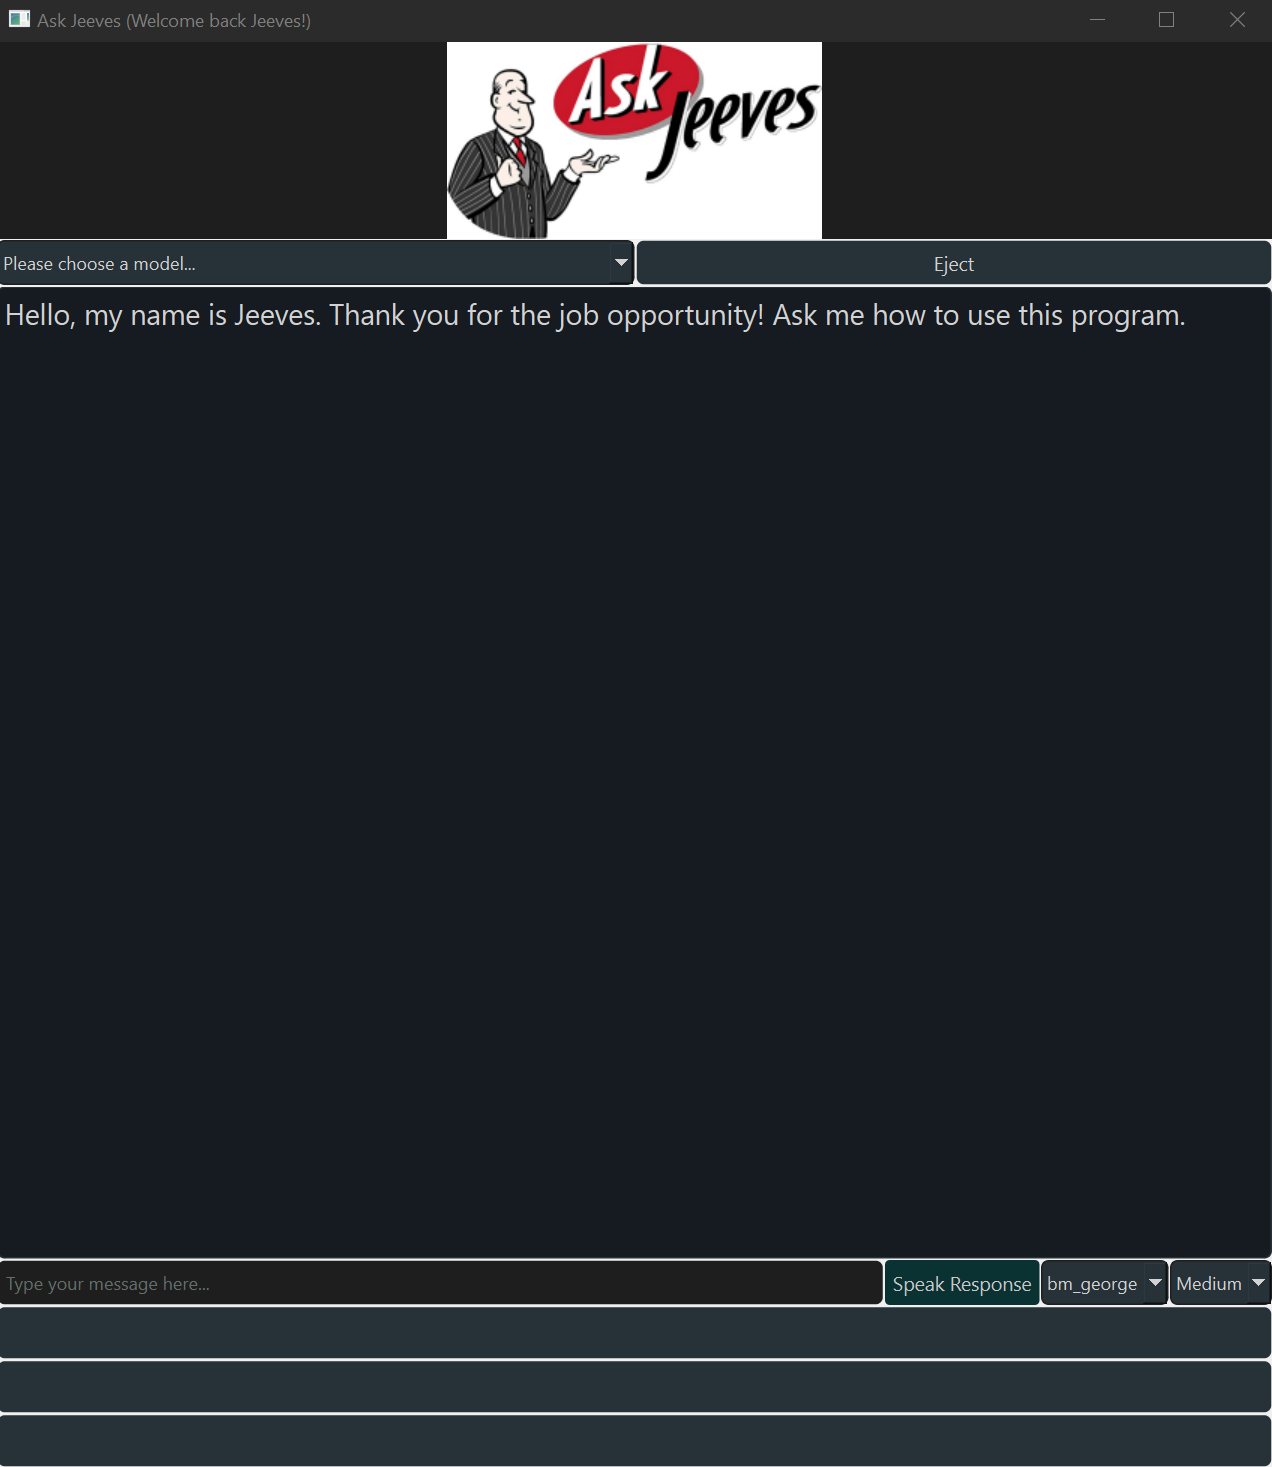 Ask Jeeves (Welcome back Jeeves!)
Ask
Jeeves
Please choose a model...
Eject
Hello, my name is Jeeves. Thank you for the job opportunity! Ask me how to use this program.
Type your message here...
Speak Response
bm_george
Medium